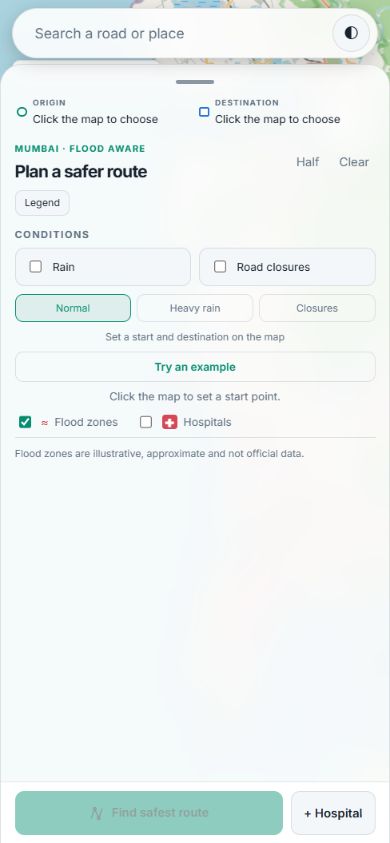 Search a road or place
ORIGIN
Click the map to choose
DESTINATION
Click the map to choose
MUMBAI · FLOOD AWARE
Plan a safer route
Half
Clear
Legend
CONDITIONS
Rain
Road closures
Normal
Heavy rain
Closures
Set a start and destination on the map
Try an example
Click the map to set a start point.
≈ Flood zones
Hospitals
Flood zones are illustrative, approximate and not official data.
Find safest route
+ Hospital